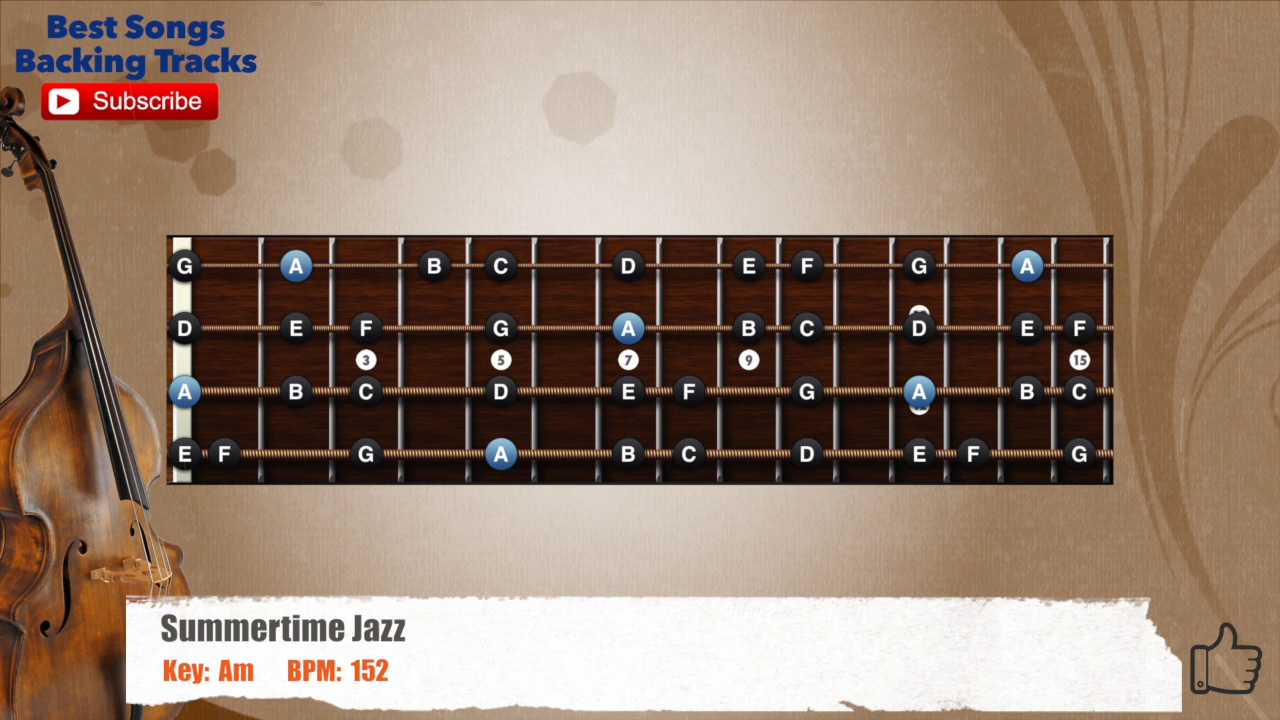 Best Songs
Backing Tracks
Subscribe
G A B C D E F G A
D E F G A B C D E F
3 5 7 9 15
A B C D E F G A B C
E F G A B C D E F G
Summertime Jazz
Key: Am BPM: 152